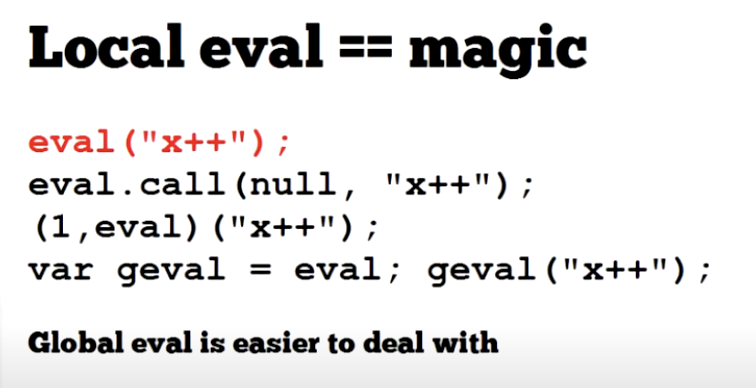 Local eval == magic
eval("x++");
eval.call(null, "x++");
(1,eval)("x++");
var geval = eval; geval("x++");
Global eval is easier to deal with